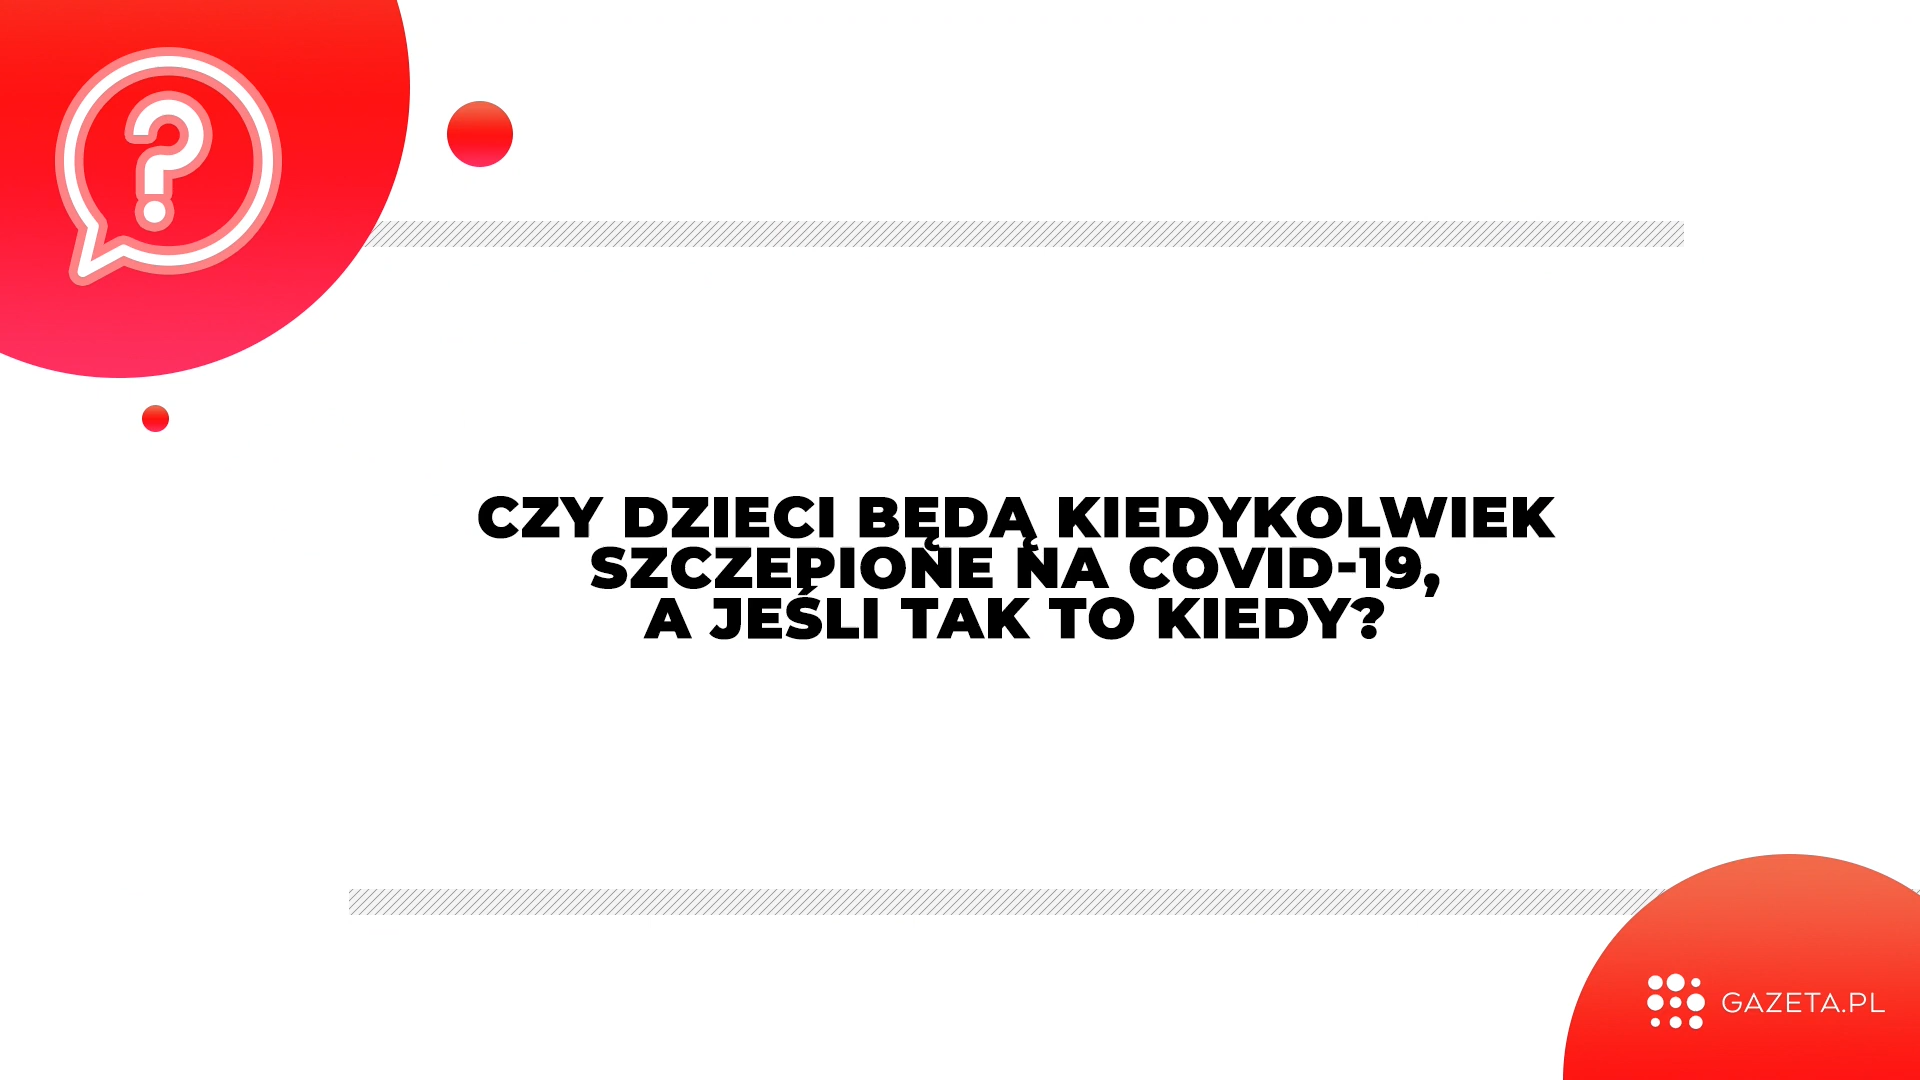 CZY DZIECI BĘDĄ KIEDYKOLWIEK
SZCZEPIONE NA COVID-19,
A JEŚLI TAK TO KIEDY?
GAZETA.PL